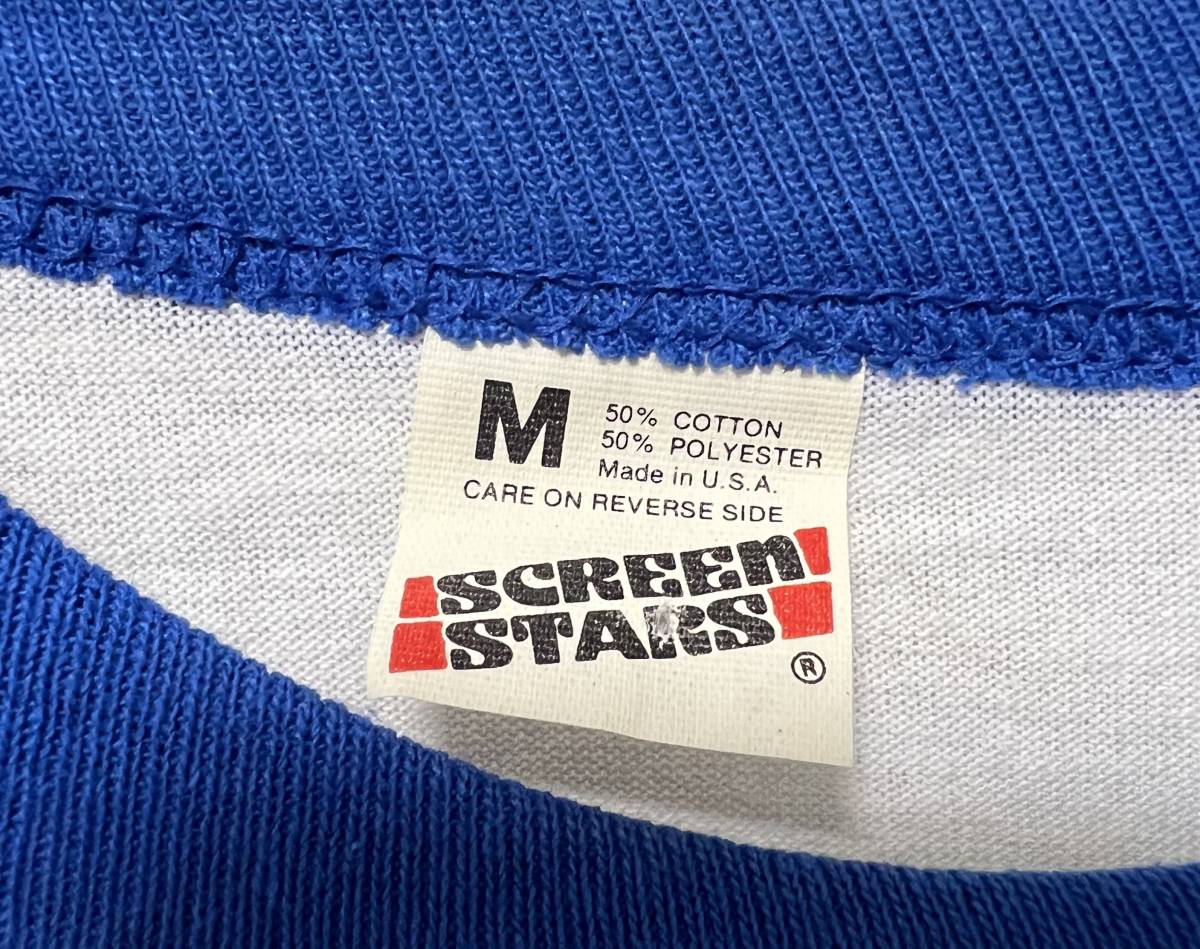 M
50% COTTON
50% POLYESTER
Made in U.S.A.
CARE ON REVERSE SIDE
SCREEN
STARS
®